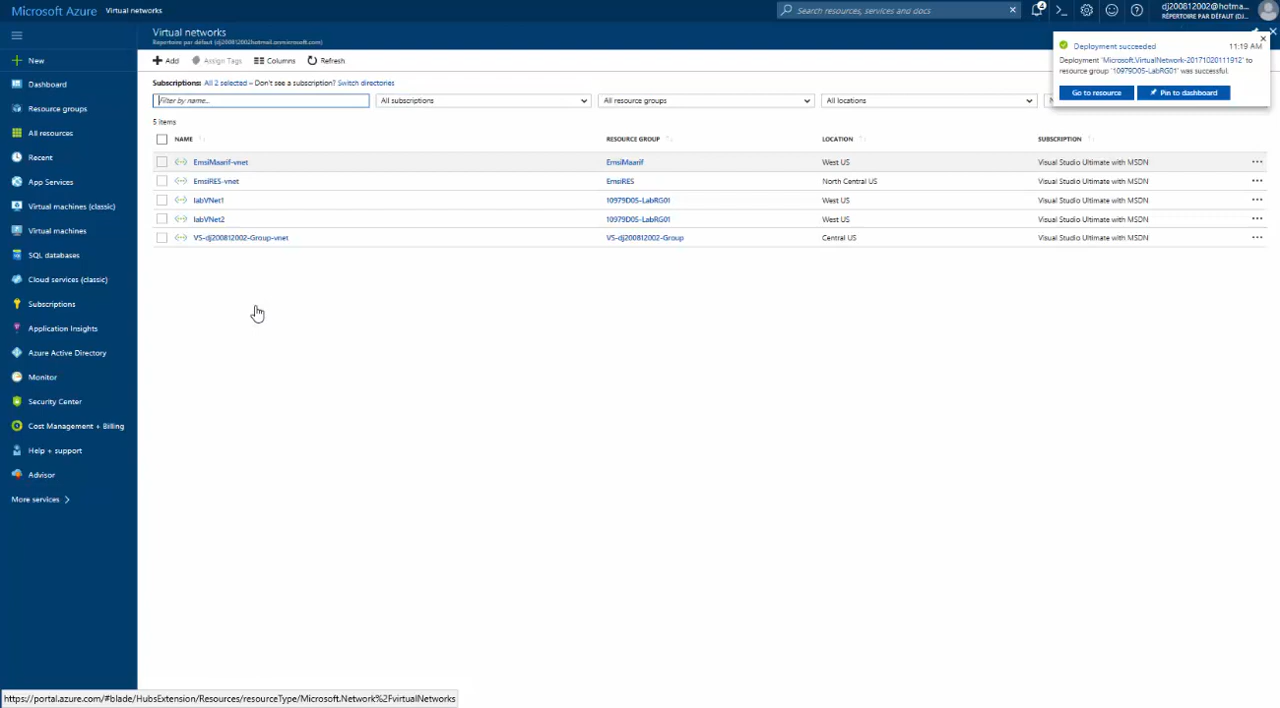 Microsoft Azure Virtual networks
Search resources, services and docs
4
dj200812002@hotma...
RÉPERTOIRE PAR DÉFAUT (DJ...
Virtual networks
Répertoire par défaut (dj200812002hotmail.onmicrosoft.com)
Deployment succeeded 11:19 AM
Deployment 'Microsoft.VirtualNetwork-20171020111912' to
resource group '10979D05-LabRG01' was successful.
Go to resource Pin to dashboard
New
Dashboard
Resource groups
All resources
Recent
App Services
Virtual machines (classic)
Virtual machines
SQL databases
Cloud services (classic)
Subscriptions
Application Insights
Azure Active Directory
Monitor
Security Center
Cost Management + Billing
Help + support
Advisor
More services
Add Assign Tags Columns Refresh
Subscriptions: All 2 selected – Don't see a subscription? Switch directories
Filter by name... All subscriptions All resource groups All locations
5 items
NAME RESOURCE GROUP LOCATION SUBSCRIPTION
EmsiMaarif-vnet EmsiMaarif West US Visual Studio Ultimate with MSDN
EmsiRES-vnet EmsiRES North Central US Visual Studio Ultimate with MSDN
labVNet1 10979D05-LabRG01 West US Visual Studio Ultimate with MSDN
labVNet2 10979D05-LabRG01 West US Visual Studio Ultimate with MSDN
VS-dj200812002-Group-vnet VS-dj200812002-Group Central US Visual Studio Ultimate with MSDN
https://portal.azure.com/#blade/HubsExtension/Resources/resourceType/Microsoft.Network%2FvirtualNetworks